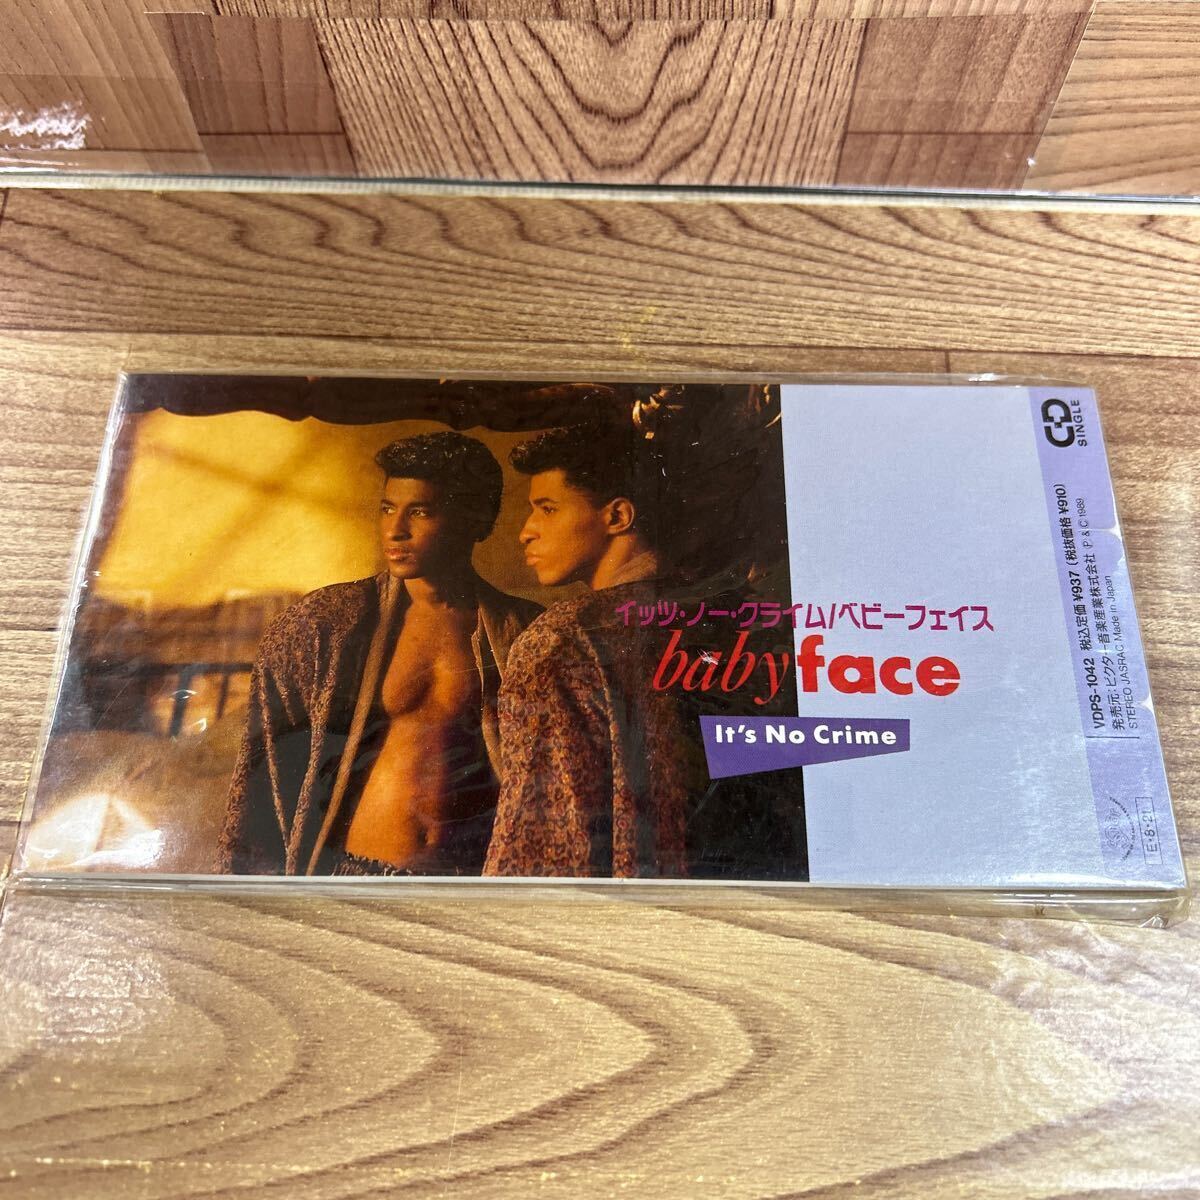 イッツ・ノー・クライム/ベビーフェイス
baby face
It's No Crime
CD
SINGLE
VDPS-1042 税込定価¥937(税抜価格¥910)
発売元:ビクター音楽産業株式会社 Ⓟ & Ⓒ 1989
STEREO JASRAC Made in Japan
E・8・21